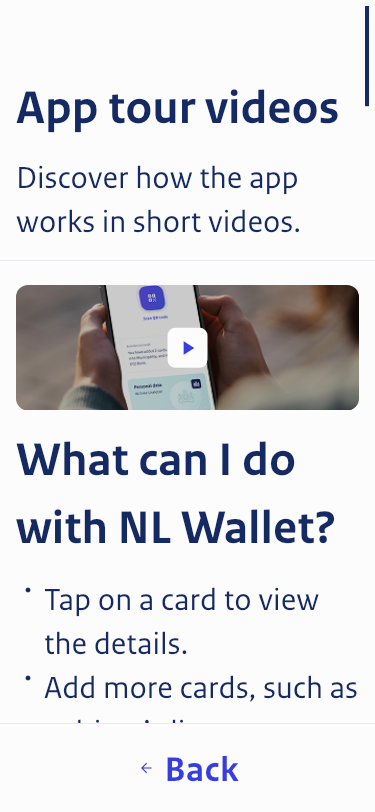 App tour videos
Discover how the app
works in short videos.
Scan QR code
Personal data
What can I do
with NL Wallet?
• Tap on a card to view
the details.
• Add more cards, such as
← Back